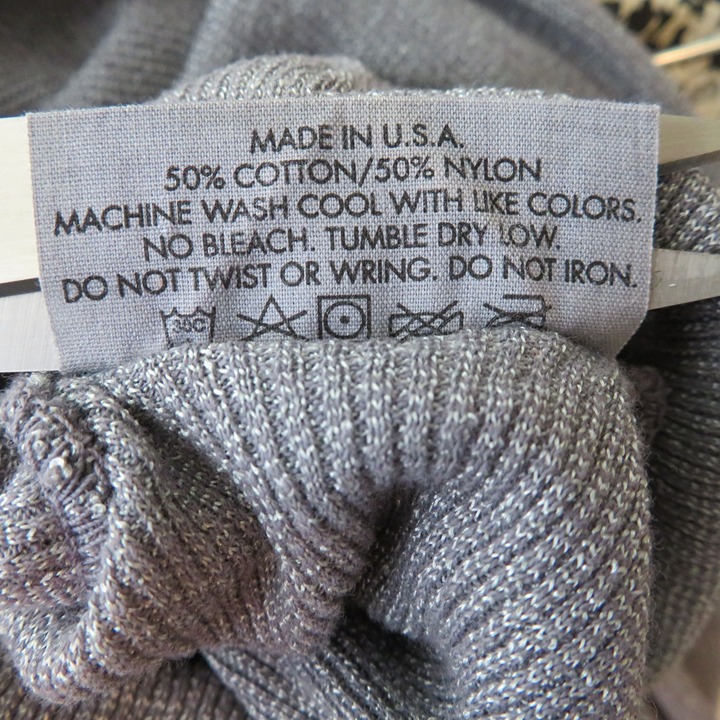 MADE IN U.S.A.
50% COTTON/50% NYLON
MACHINE WASH COOL WITH LIKE COLORS.
NO BLEACH. TUMBLE DRY LOW.
DO NOT TWIST OR WRING. DO NOT IRON.
30C